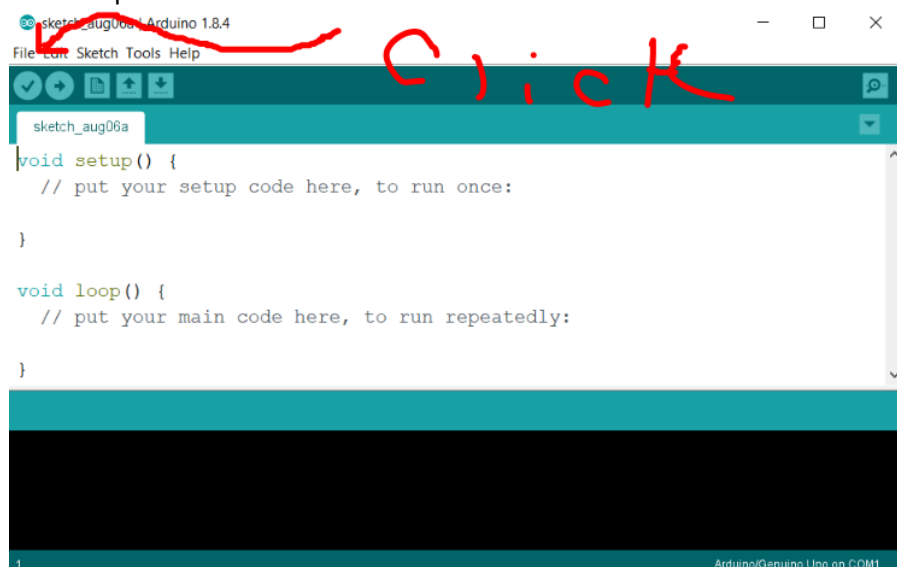 sketch_aug06a | Arduino 1.8.4
File Edit Sketch Tools Help
Click
sketch_aug06a
void setup() {
// put your setup code here, to run once:
}
void loop() {
// put your main code here, to run repeatedly:
}
1
Arduino/Genuino Uno on COM1